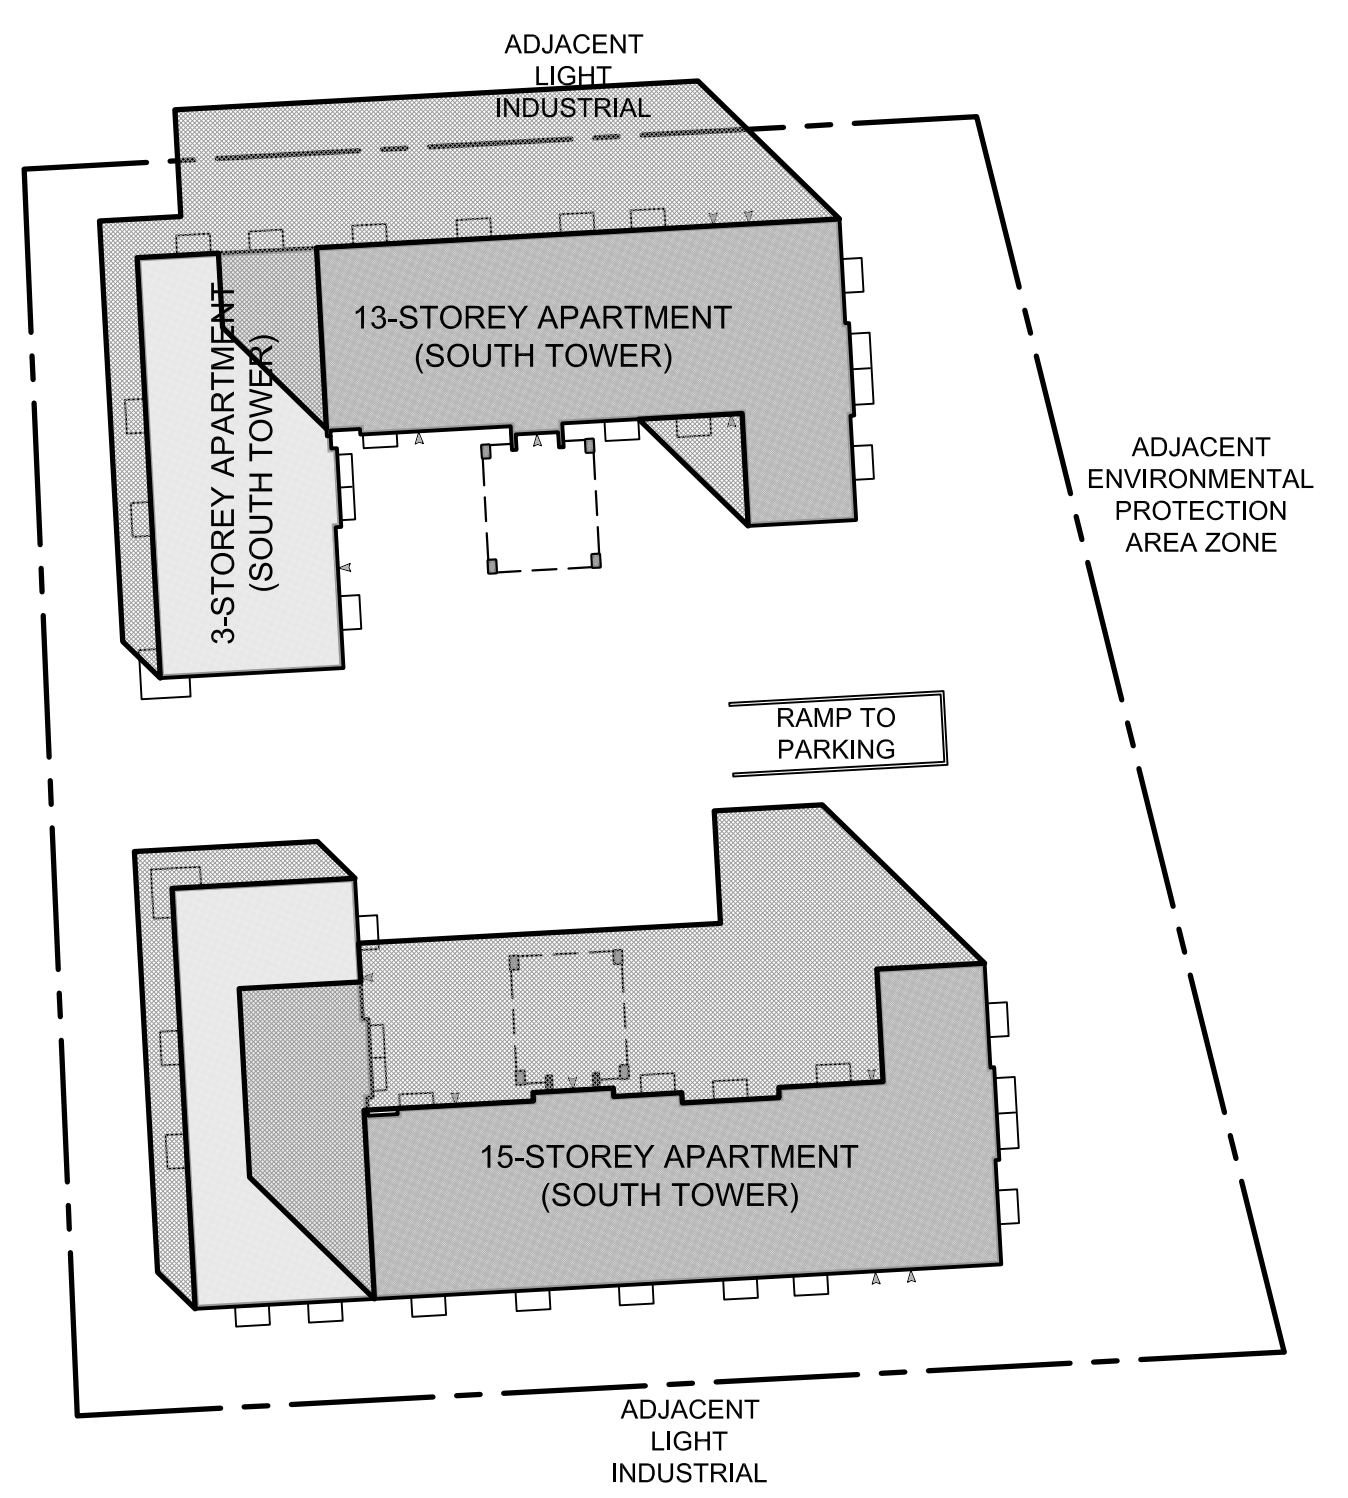 ADJACENT
LIGHT
INDUSTRIAL
13-STOREY APARTMENT
(SOUTH TOWER)
3-STOREY APARTMENT
(SOUTH TOWER)
ADJACENT
ENVIRONMENTAL
PROTECTION
AREA ZONE
RAMP TO
PARKING
15-STOREY APARTMENT
(SOUTH TOWER)
ADJACENT
LIGHT
INDUSTRIAL